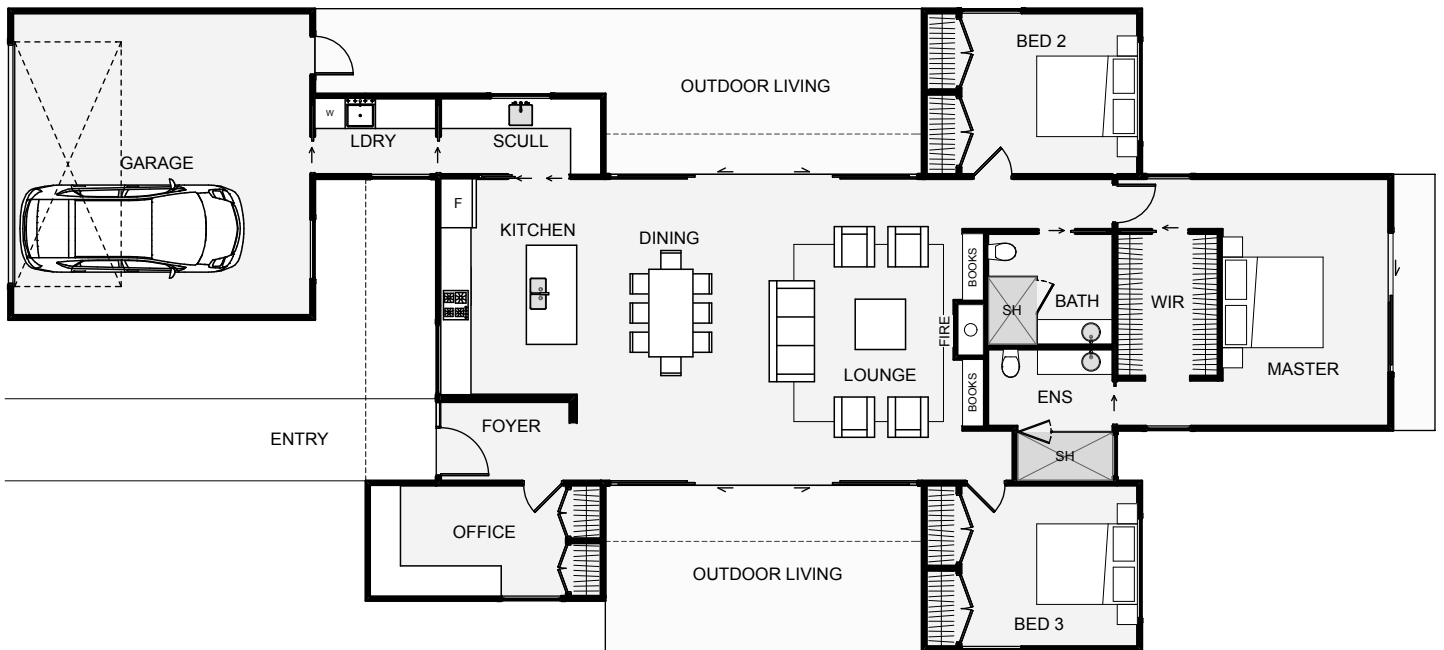 BED 2
OUTDOOR LIVING
W
LDRY
SCULL
GARAGE
F
KITCHEN
DINING
BOOKS
BATH
SH
WIR
FIRE
LOUNGE
MASTER
BOOKS
ENS
FOYER
ENTRY
SH
OFFICE
OUTDOOR LIVING
BED 3